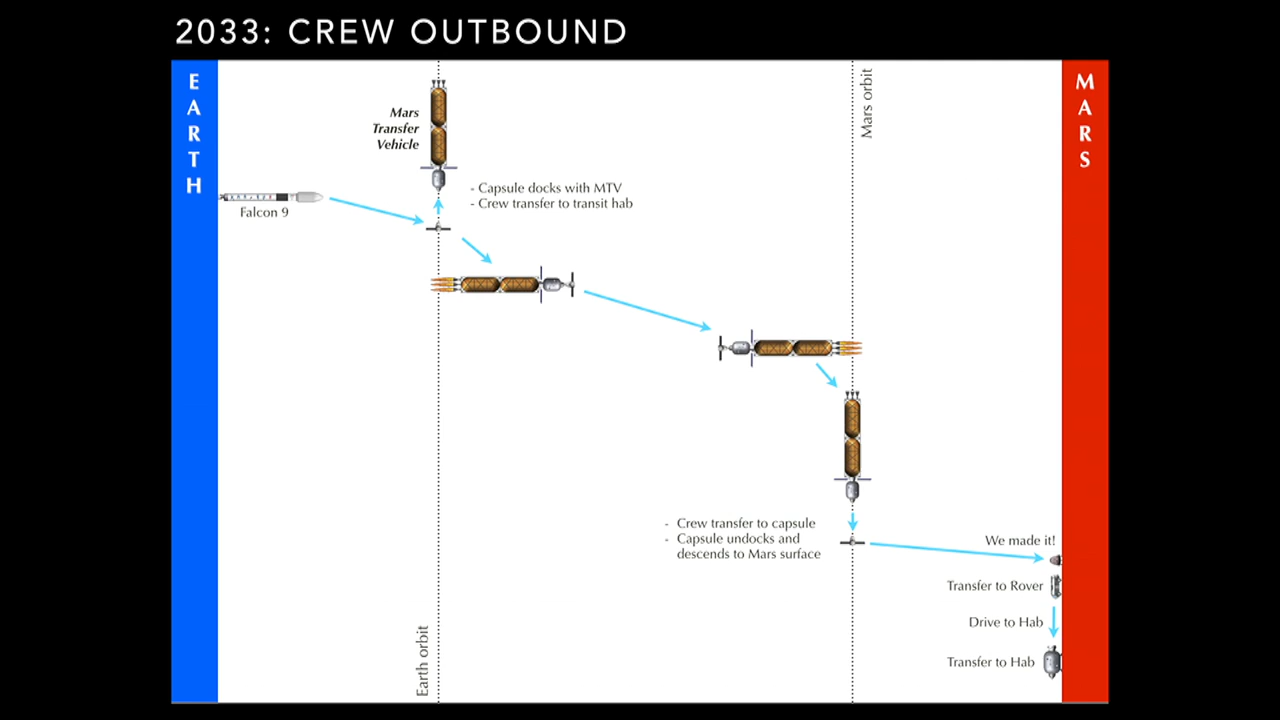 2033: CREW OUTBOUND
EARTH
MARS
Mars orbit
Mars
Transfer
Vehicle
- Capsule docks with MTV
- Crew transfer to transit hab
Falcon 9
- Crew transfer to capsule
- Capsule undocks and
descends to Mars surface
We made it!
Transfer to Rover
Drive to Hab
Transfer to Hab
Earth orbit